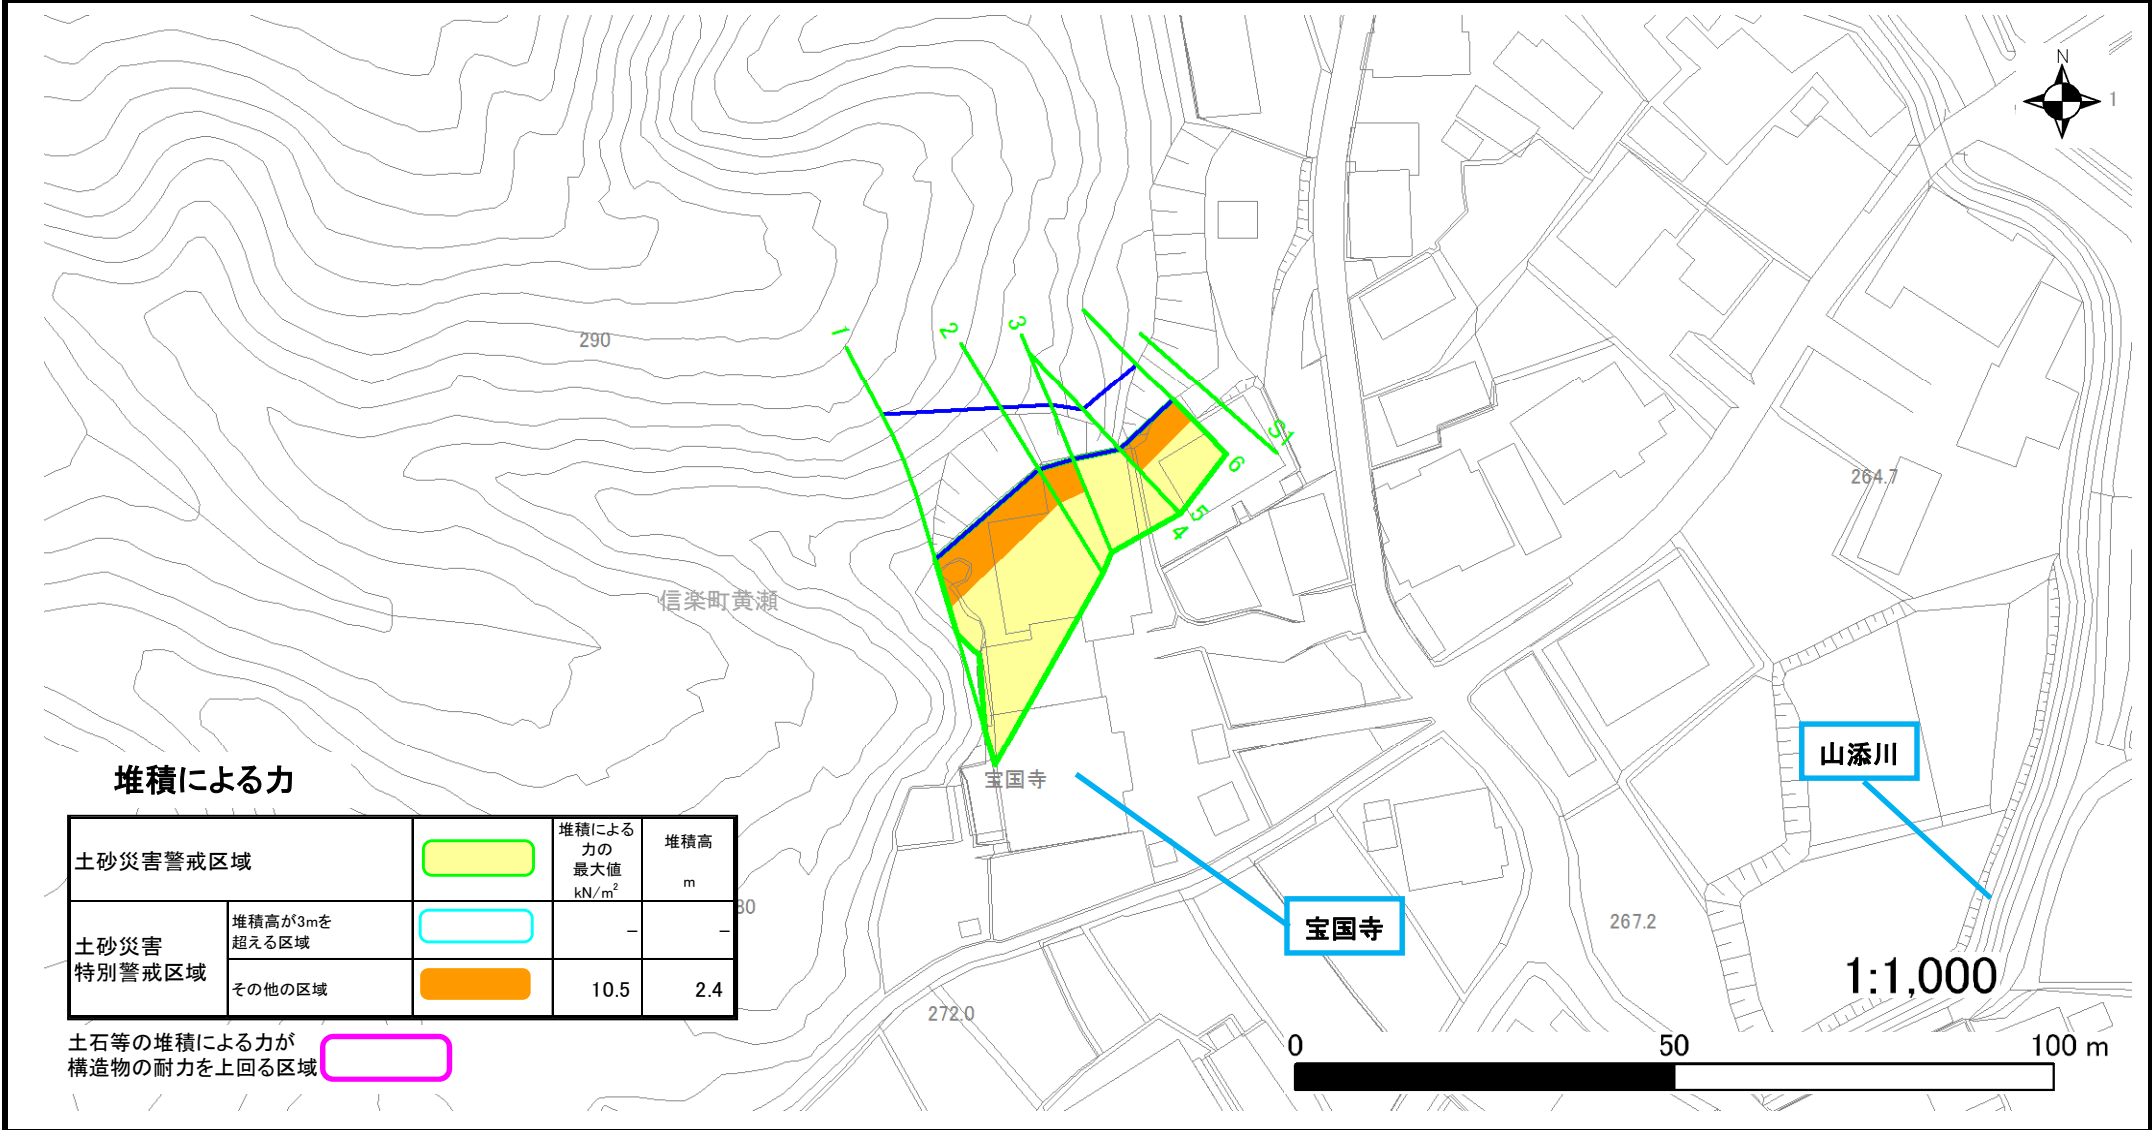 N
1
290
1
2
3
S1
6
5
4
264.7
信楽町黄瀬
山添川
宝国寺
宝国寺
267.2
272.0
80
堆積による力
土砂災害警戒区域
堆積による
力の
最大値
kN/m²
堆積高
m
土砂災害
特別警戒区域
堆積高が3mを
超える区域
－
－
その他の区域
10.5
2.4
土石等の堆積による力が
構造物の耐力を上回る区域
1:1,000
0
50
100 m